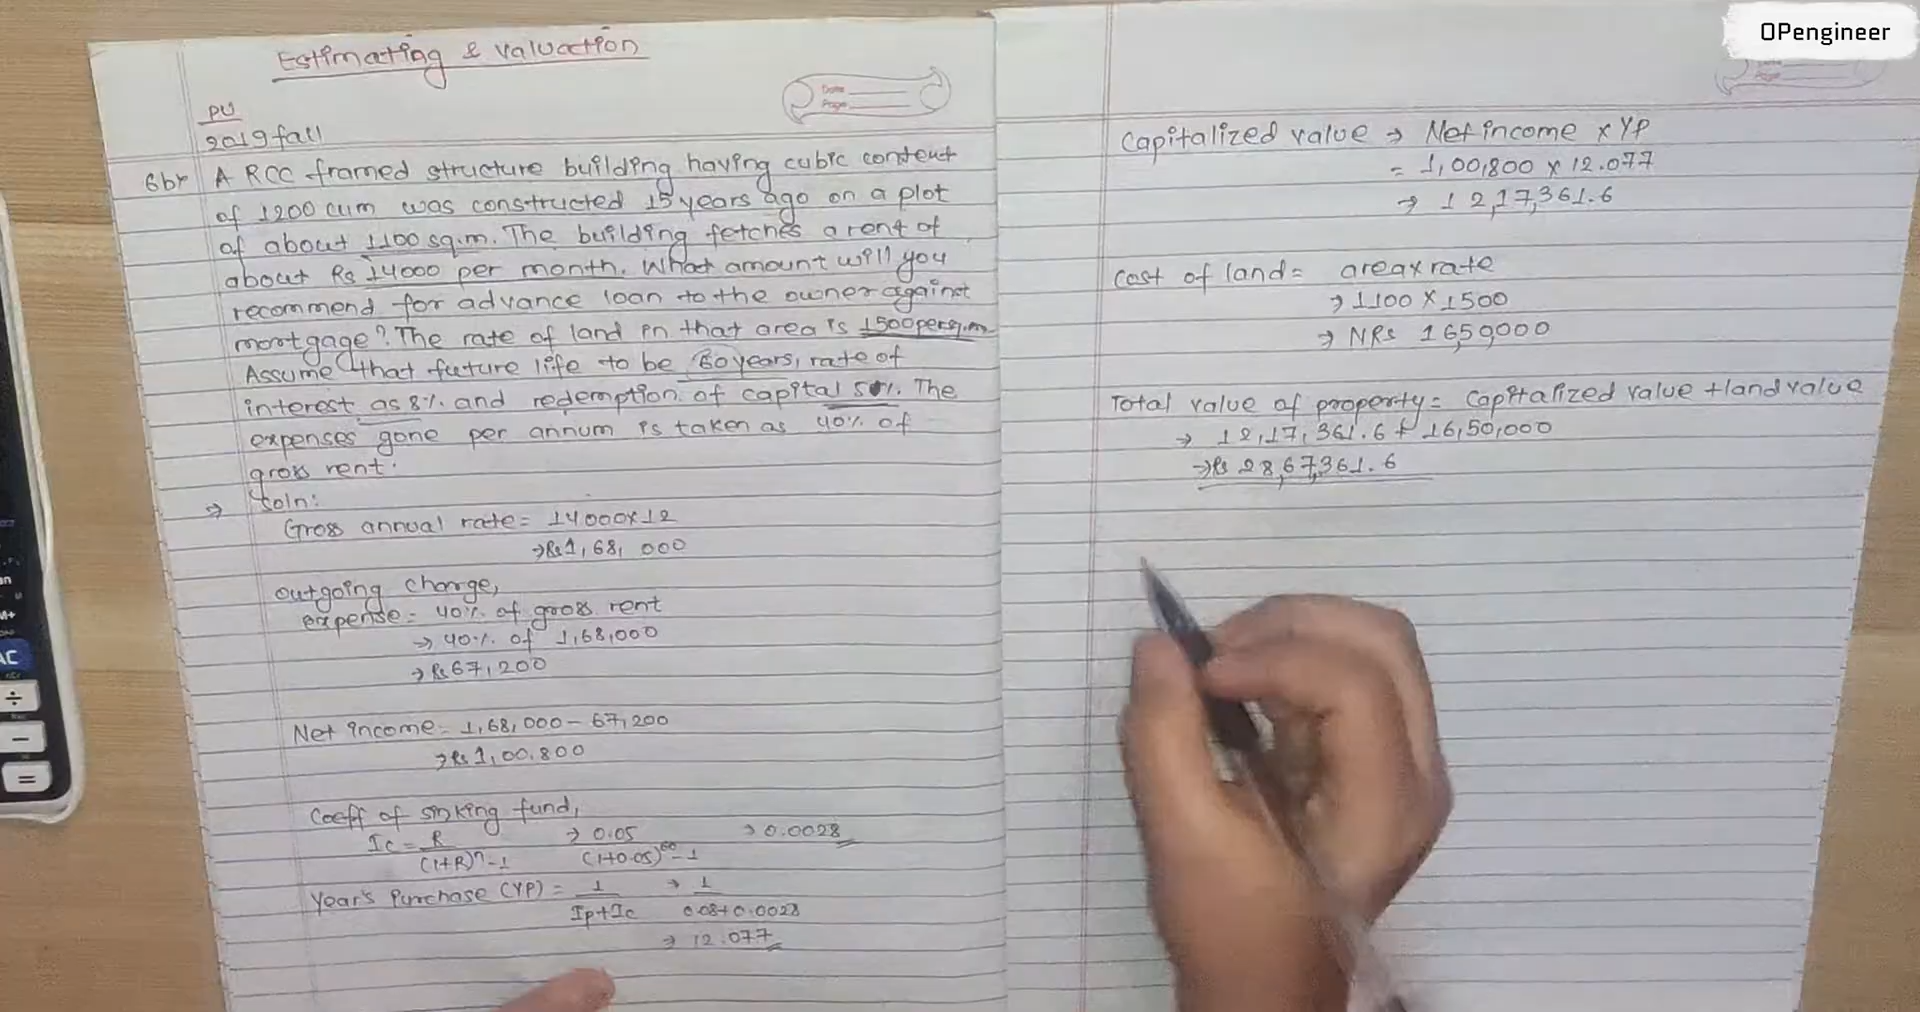 OPengineer
Estimating & valuation
Date
Page
PU
2019 fall
6b) A RCC framed structure building having cubic content
of 1200 cum was constructed 15 years ago on a plot
of about 1100 sq.m. The building fetches a rent of
about Rs 14000 per month. What amount will you
recommend for advance loan to the owner against
mortgage? The rate of land in that area is 1500 per sq.m
Assume that future life to be 60 years, rate of
interest as 8% and redemption of capital 5%. The
expenses gone per annum is taken as 40% of
gross rent.
⇒ Soln:
Gross annual rate = 14000×12
→ Rs 1,68,000
outgoing charge,
expense = 40% of gross rent
→ 40% of 1,68,000
→ Rs 67,200
Net income = 1,68,000 - 67,200
→ Rs 1,00,800
Coeff of sinking fund,
Ic = R / (1+R)^n - 1 → 0.05 / (1+0.05)^60 - 1 → 0.0028
Year's Purchase (YP) = 1 / Ip+Ic → 1 / 0.08+0.0028
→ 12.077
Capitalized value → Net income × YP
= 1,00,800 × 12.077
→ 12,17,361.6
Cost of land = area × rate
→ 1100 × 1500
→ NRs 16,50,000
Total value of property = Capitalized value + land value
→ 12,17,361.6 + 16,50,000
→ Rs 28,67,361.6
AC
M+
÷
−
=